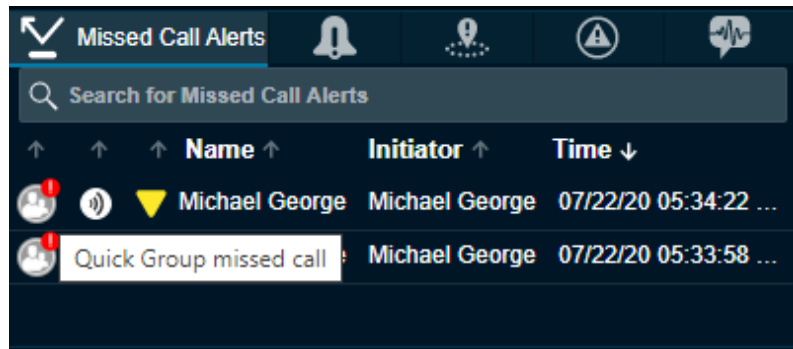 Missed Call Alerts
Search for Missed Call Alerts
↑ ↑ ↑ Name ↑ Initiator ↑ Time ↓
Michael George Michael George 07/22/20 05:34:22 ...
Quick Group missed call Michael George 07/22/20 05:33:58 ...